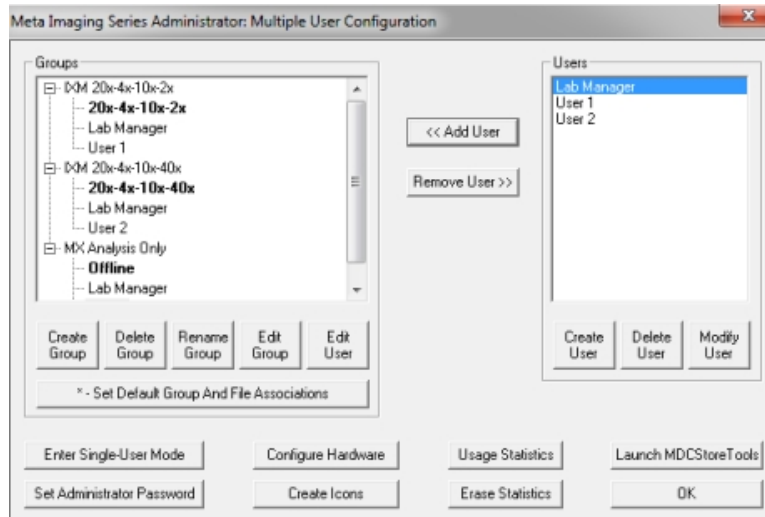 Meta Imaging Series Administrator: Multiple User Configuration
Groups
IXM 20x-4x-10x-2x
20x-4x-10x-2x
Lab Manager
User 1
IXM 20x-4x-10x-40x
20x-4x-10x-40x
Lab Manager
User 2
MX Analysis Only
Offline
Lab Manager
<< Add User
Remove User >>
Users
Lab Manager
User 1
User 2
Create Group
Delete Group
Rename Group
Edit Group
Edit User
Create User
Delete User
Modify User
* - Set Default Group And File Associations
Enter Single-User Mode
Configure Hardware
Usage Statistics
Launch MDCStoreTools
Set Administrator Password
Create Icons
Erase Statistics
OK